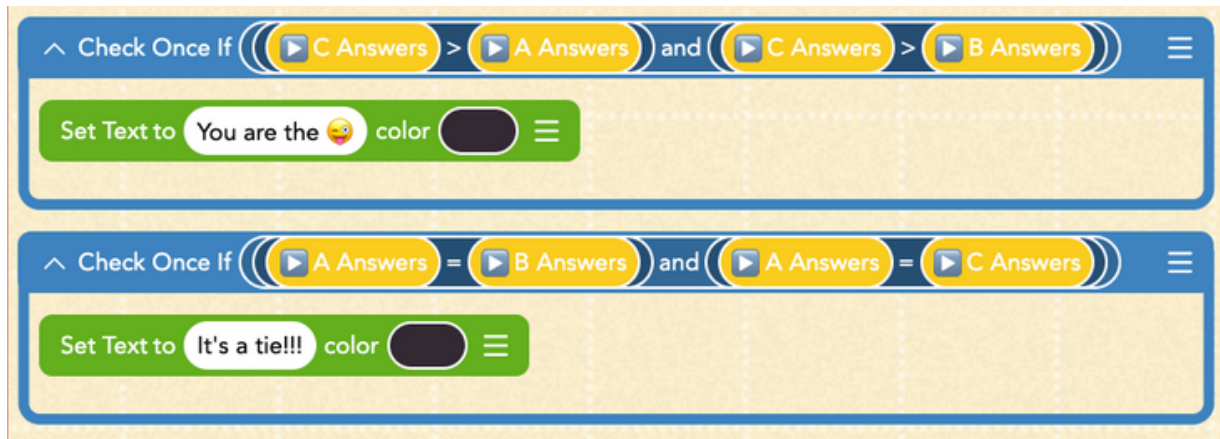 Check Once If (((▶️ C Answers > ▶️ A Answers)) and ((▶️ C Answers > ▶️ B Answers)))
Set Text to You are the 😜 color
Check Once If (((▶️ A Answers = ▶️ B Answers)) and ((▶️ A Answers = ▶️ C Answers)))
Set Text to It's a tie!!! color